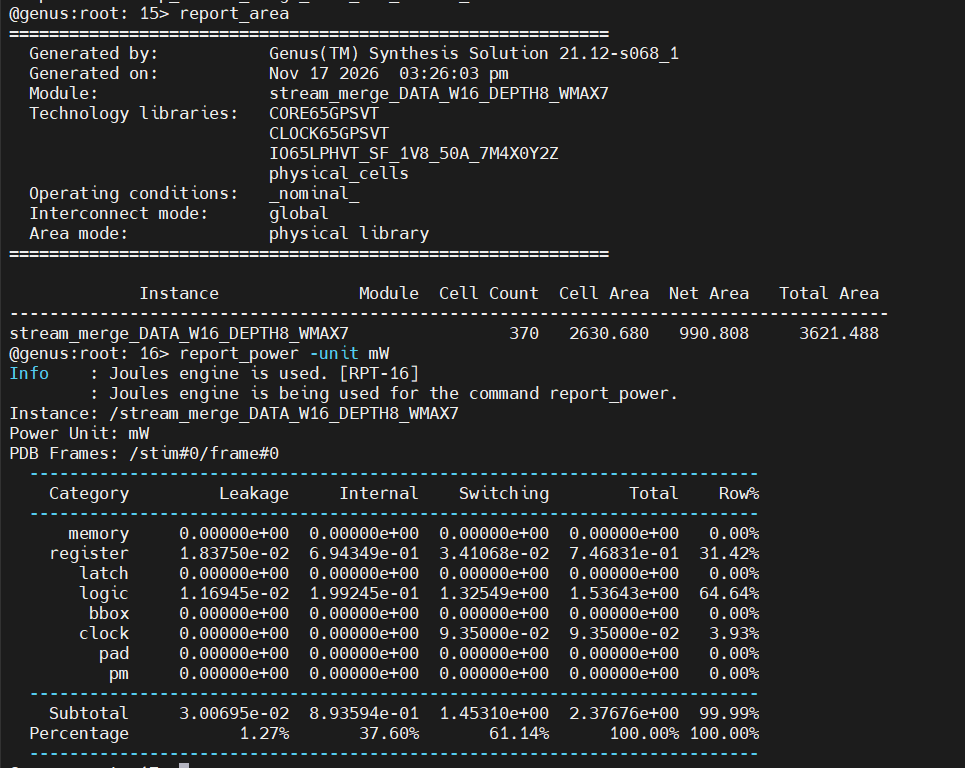 @genus:root: 15> report_area
============================================================
  Generated by:           Genus(TM) Synthesis Solution 21.12-s068_1
  Generated on:           Nov 17 2026  03:26:03 pm
  Module:                 stream_merge_DATA_W16_DEPTH8_WMAX7
  Technology libraries:   CORE65GPSVT
                          CLOCK65GPSVT
                          IO65LPHVT_SF_1V8_50A_7M4X0Y2Z
                          physical_cells
  Operating conditions:   _nominal_
  Interconnect mode:      global
  Area mode:              physical library
============================================================
             Instance              Module  Cell Count  Cell Area  Net Area   Total Area
----------------------------------------------------------------------------------------
stream_merge_DATA_W16_DEPTH8_WMAX7                370   2630.680   990.808     3621.488
@genus:root: 16> report_power -unit mW
Info    : Joules engine is used. [RPT-16]
        : Joules engine is being used for the command report_power.
Instance: /stream_merge_DATA_W16_DEPTH8_WMAX7
Power Unit: mW
PDB Frames: /stim#0/frame#0
  -------------------------------------------------------------------------
    Category         Leakage     Internal    Switching        Total    Row%
  -------------------------------------------------------------------------
      memory     0.00000e+00  0.00000e+00  0.00000e+00  0.00000e+00   0.00%
    register     1.83750e-02  6.94349e-01  3.41068e-02  7.46831e-01  31.42%
       latch     0.00000e+00  0.00000e+00  0.00000e+00  0.00000e+00   0.00%
       logic     1.16945e-02  1.99245e-01  1.32549e+00  1.53643e+00  64.64%
        bbox     0.00000e+00  0.00000e+00  0.00000e+00  0.00000e+00   0.00%
       clock     0.00000e+00  0.00000e+00  9.35000e-02  9.35000e-02   3.93%
         pad     0.00000e+00  0.00000e+00  0.00000e+00  0.00000e+00   0.00%
          pm     0.00000e+00  0.00000e+00  0.00000e+00  0.00000e+00   0.00%
  -------------------------------------------------------------------------
    Subtotal     3.00695e-02  8.93594e-01  1.45310e+00  2.37676e+00  99.99%
  Percentage           1.27%       37.60%       61.14%      100.00% 100.00%
  -------------------------------------------------------------------------